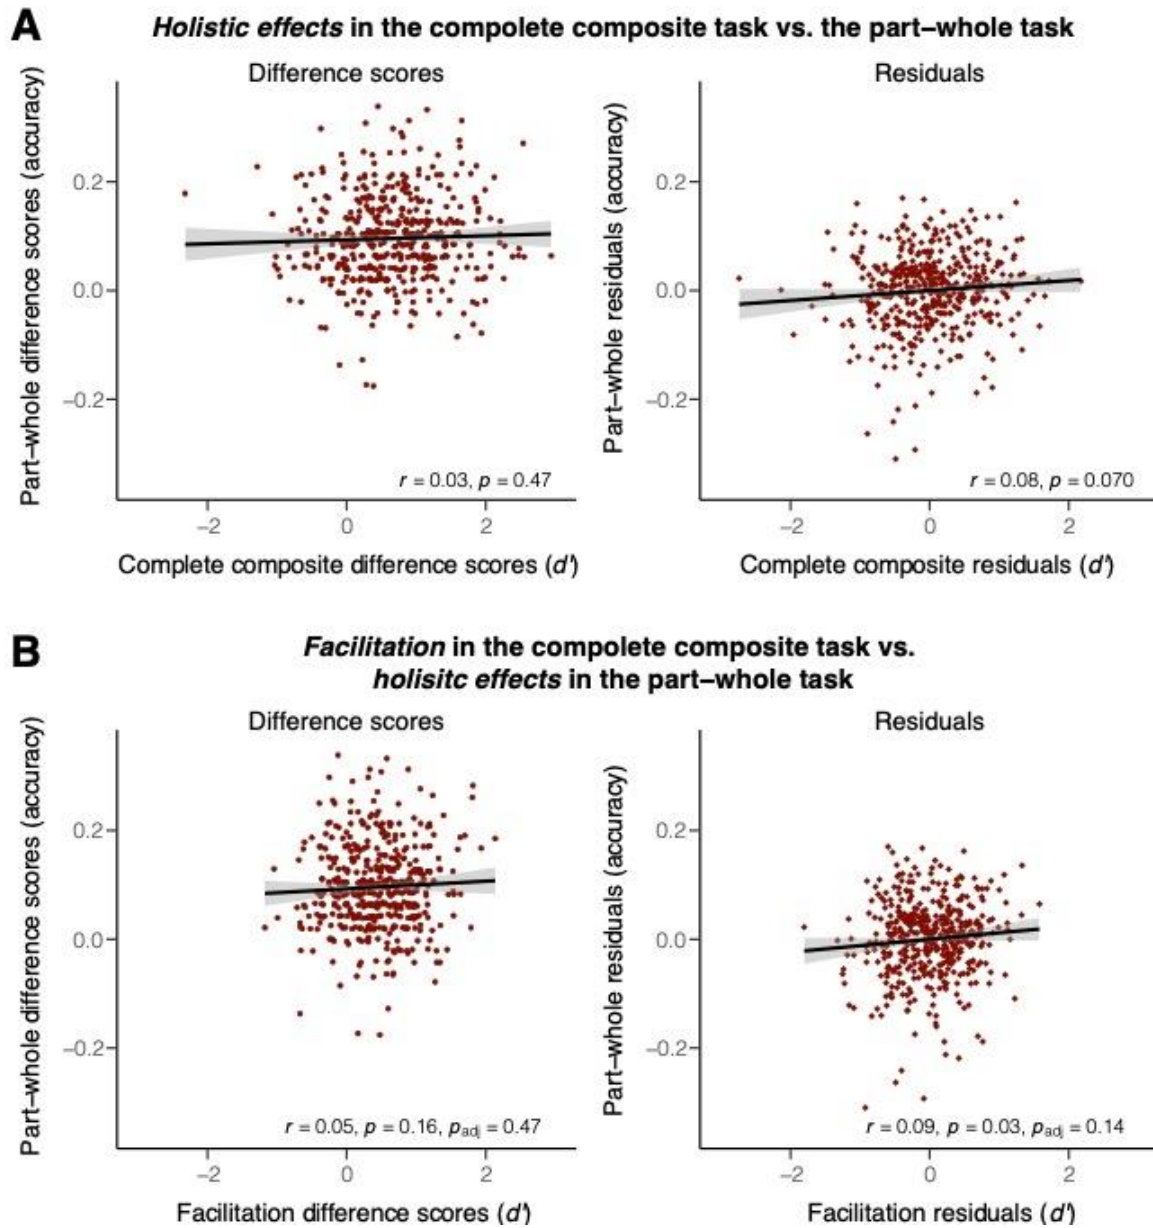 A
Holistic effects in the compolete composite task vs. the part–whole task
Difference scores
Part–whole difference scores (accuracy)
0.2
0.0
−0.2
r = 0.03, p = 0.47
−2 0 2
Complete composite difference scores (d')
Residuals
Part–whole residuals (accuracy)
0.2
0.0
−0.2
r = 0.08, p = 0.070
−2 0 2
Complete composite residuals (d')
B
Facilitation in the compolete composite task vs.
holisitc effects in the part–whole task
Difference scores
Part–whole difference scores (accuracy)
0.2
0.0
−0.2
r = 0.05, p = 0.16, padj = 0.47
−2 0 2
Facilitation difference scores (d')
Residuals
Part–whole residuals (accuracy)
0.2
0.0
−0.2
r = 0.09, p = 0.03, padj = 0.14
−2 0 2
Facilitation residuals (d')